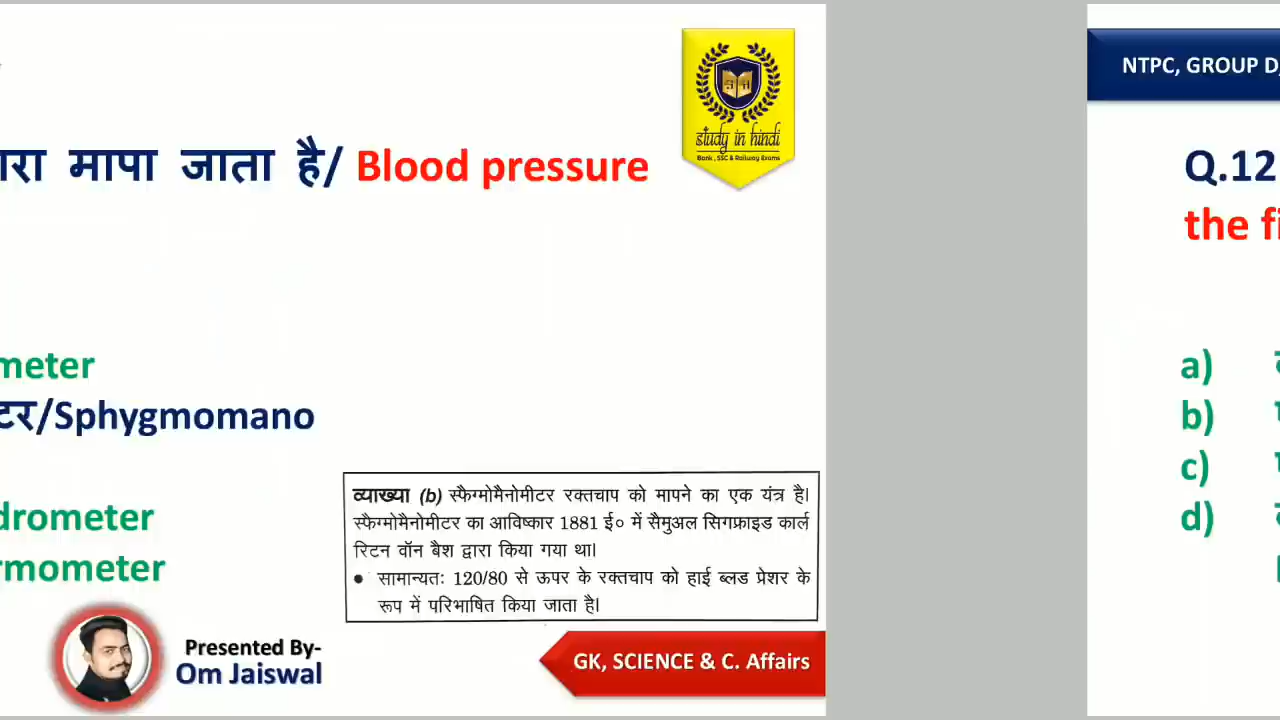 study in hindi
Bank, SSC & Railway Exams
मापा जाता है/ Blood pressure
meter
टर/Sphygmomano
drometer
rmometer
व्याख्या (b) स्फैग्मोमैनोमीटर रक्तचाप को मापने का एक यंत्र है।
स्फैग्मोमैनोमीटर का आविष्कार 1881 ई० में सैमुअल सिगफ्राइड कार्ल
रिटन वॉन बैश द्वारा किया गया था।
• सामान्यतः 120/80 से ऊपर के रक्तचाप को हाई ब्लड प्रेशर के
रूप में परिभाषित किया जाता है।
Presented By-
Om Jaiswal
GK, SCIENCE & C. Affairs
NTPC, GROUP D,
Q.12
the fi
a)
b)
c)
d)